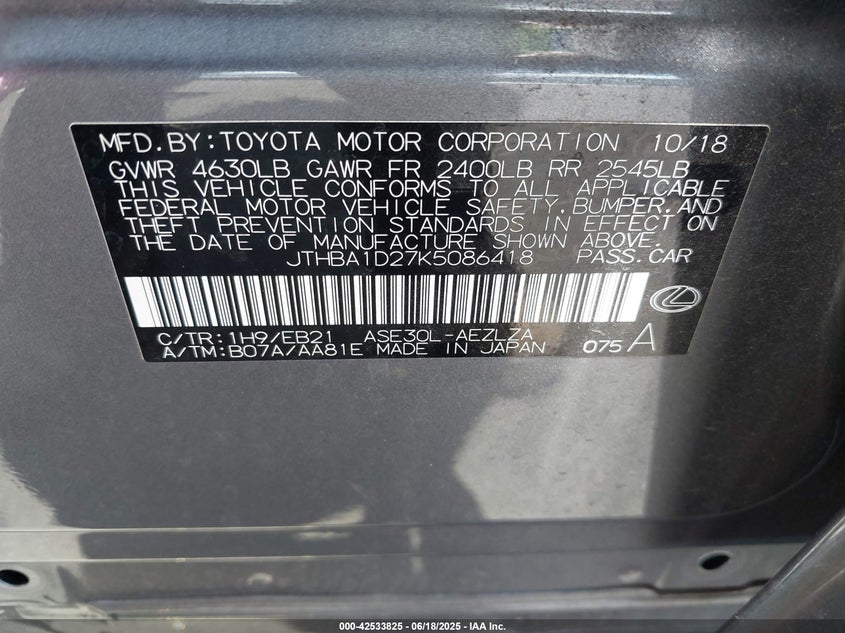 MFD.BY:TOYOTA MOTOR CORPORATION 10/18
GVWR 4630LB GAWR FR 2400LB RR 2545LB
THIS VEHICLE CONFORMS TO ALL APPLICABLE
FEDERAL MOTOR VEHICLE SAFETY,BUMPER,AND
THEFT PREVENTION STANDARDS IN EFFECT ON
THE DATE OF MANUFACTURE SHOWN ABOVE.
JTHBA1D27K5086418 PASS.CAR
C/TR:1H9/EB21 ASE30L-AEZLZA
A/TM:B07A/AA81E MADE IN JAPAN 075 A
000-42533825 - 06/18/2025 - IAA Inc.